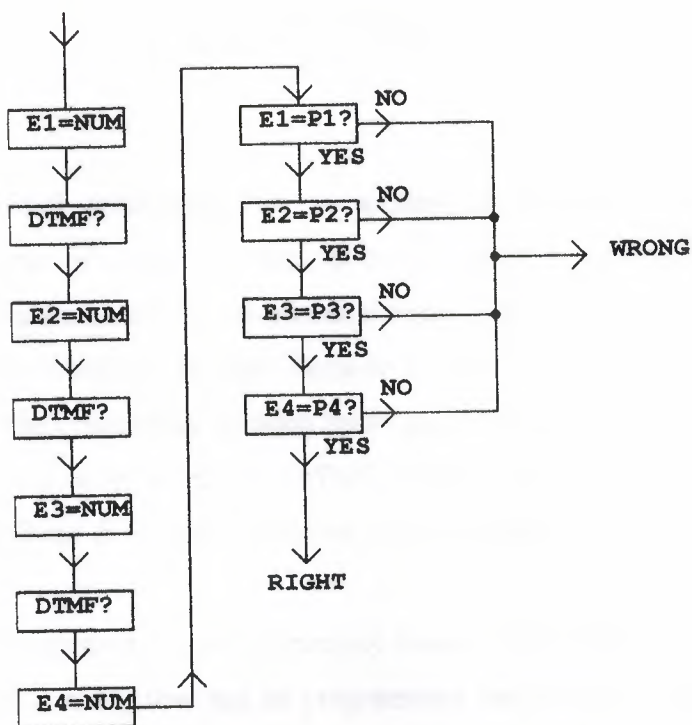 E1=NUM
DTMF?
E2=NUM
DTMF?
E3=NUM
DTMF?
E4=NUM
E1=P1?
NO
YES
E2=P2?
NO
YES
E3=P3?
NO
YES
E4=P4?
NO
YES
WRONG
RIGHT